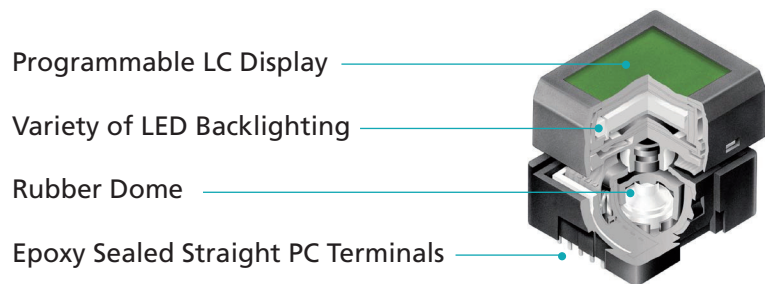 Programmable LC Display
Variety of LED Backlighting
Rubber Dome
Epoxy Sealed Straight PC Terminals